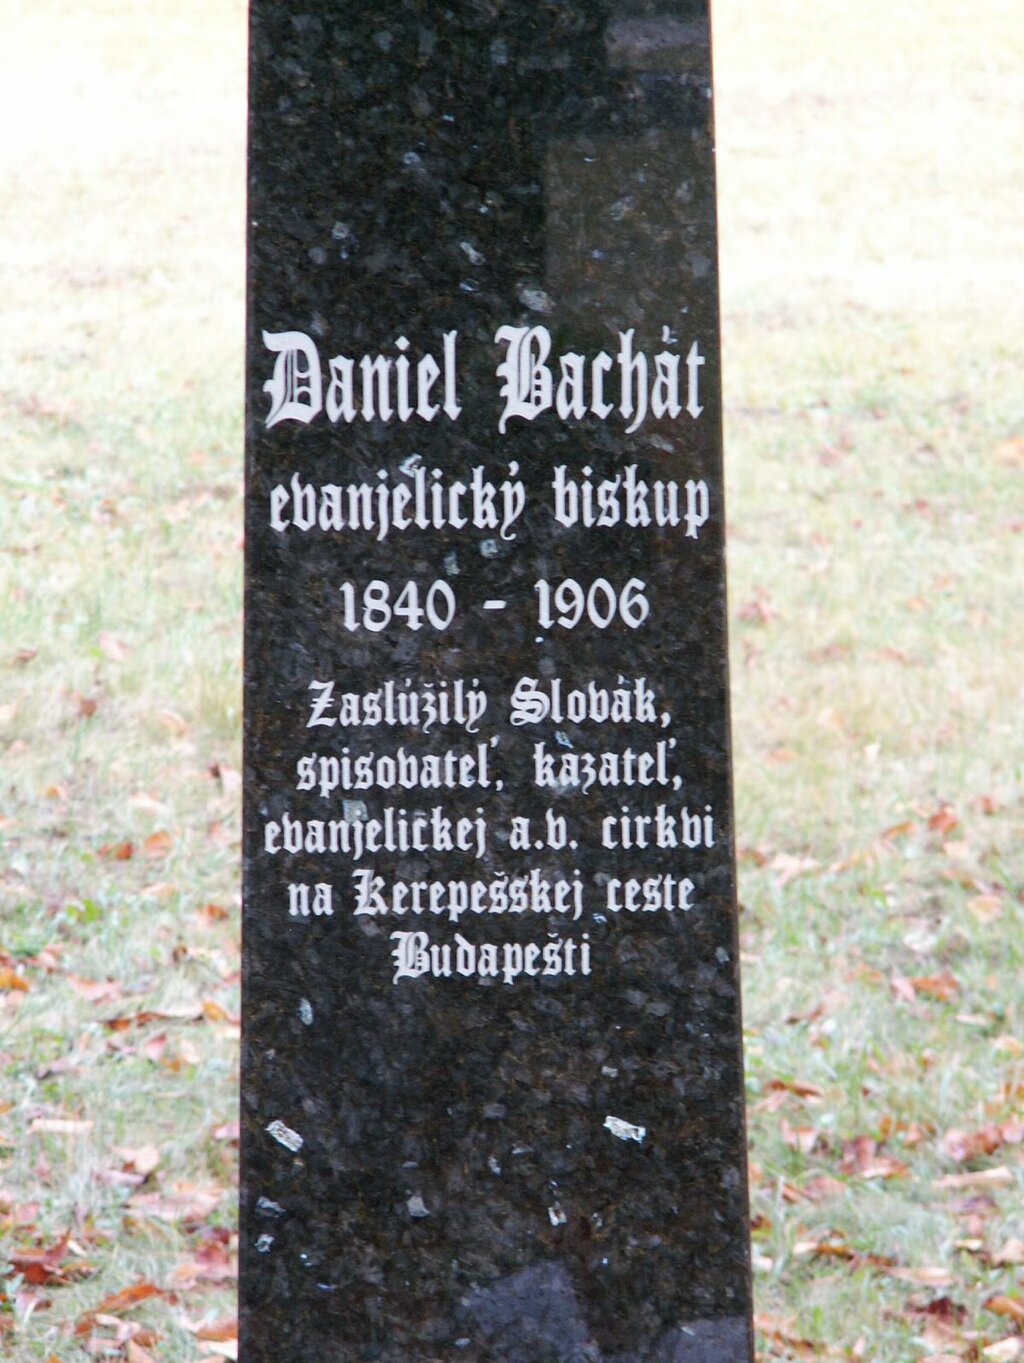 Daniel Bachát
evanjelický biskup
1840 - 1906
Zaslúžilý Slovák,
spisovateľ, kazateľ,
evanjelickej a.v. cirkvi
na Kerepešskej ceste
Budapešti